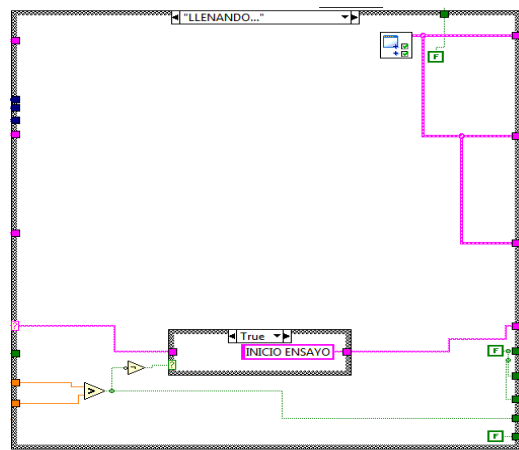 "LLENANDO..."
F
True
INICIO ENSAYO
F
F